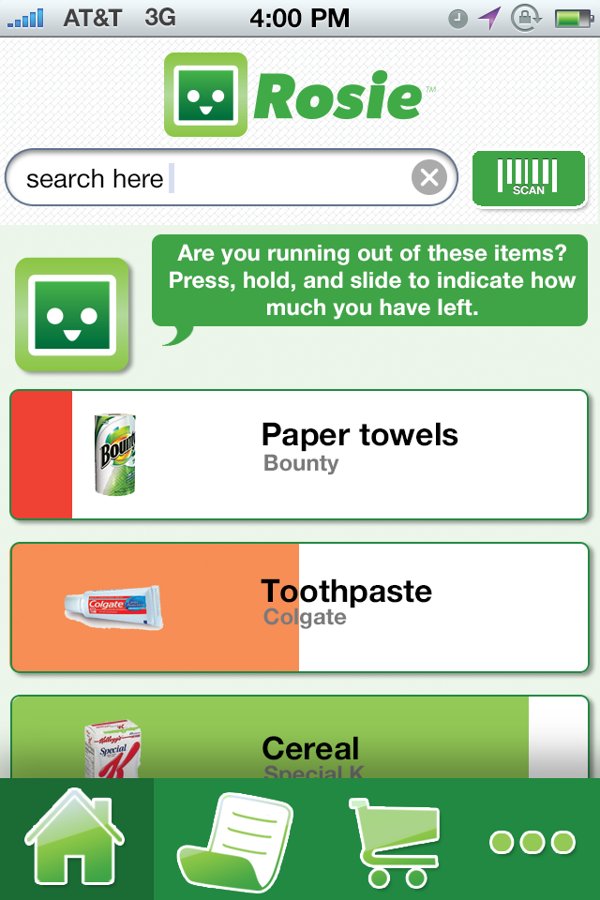 AT&T 3G 4:00 PM
Rosie™
search here
SCAN
Are you running out of these items?
Press, hold, and slide to indicate how
much you have left.
Bounty
Paper towels
Bounty
Colgate
Toothpaste
Colgate
Kellogg's
Special
K
Cereal
Special K